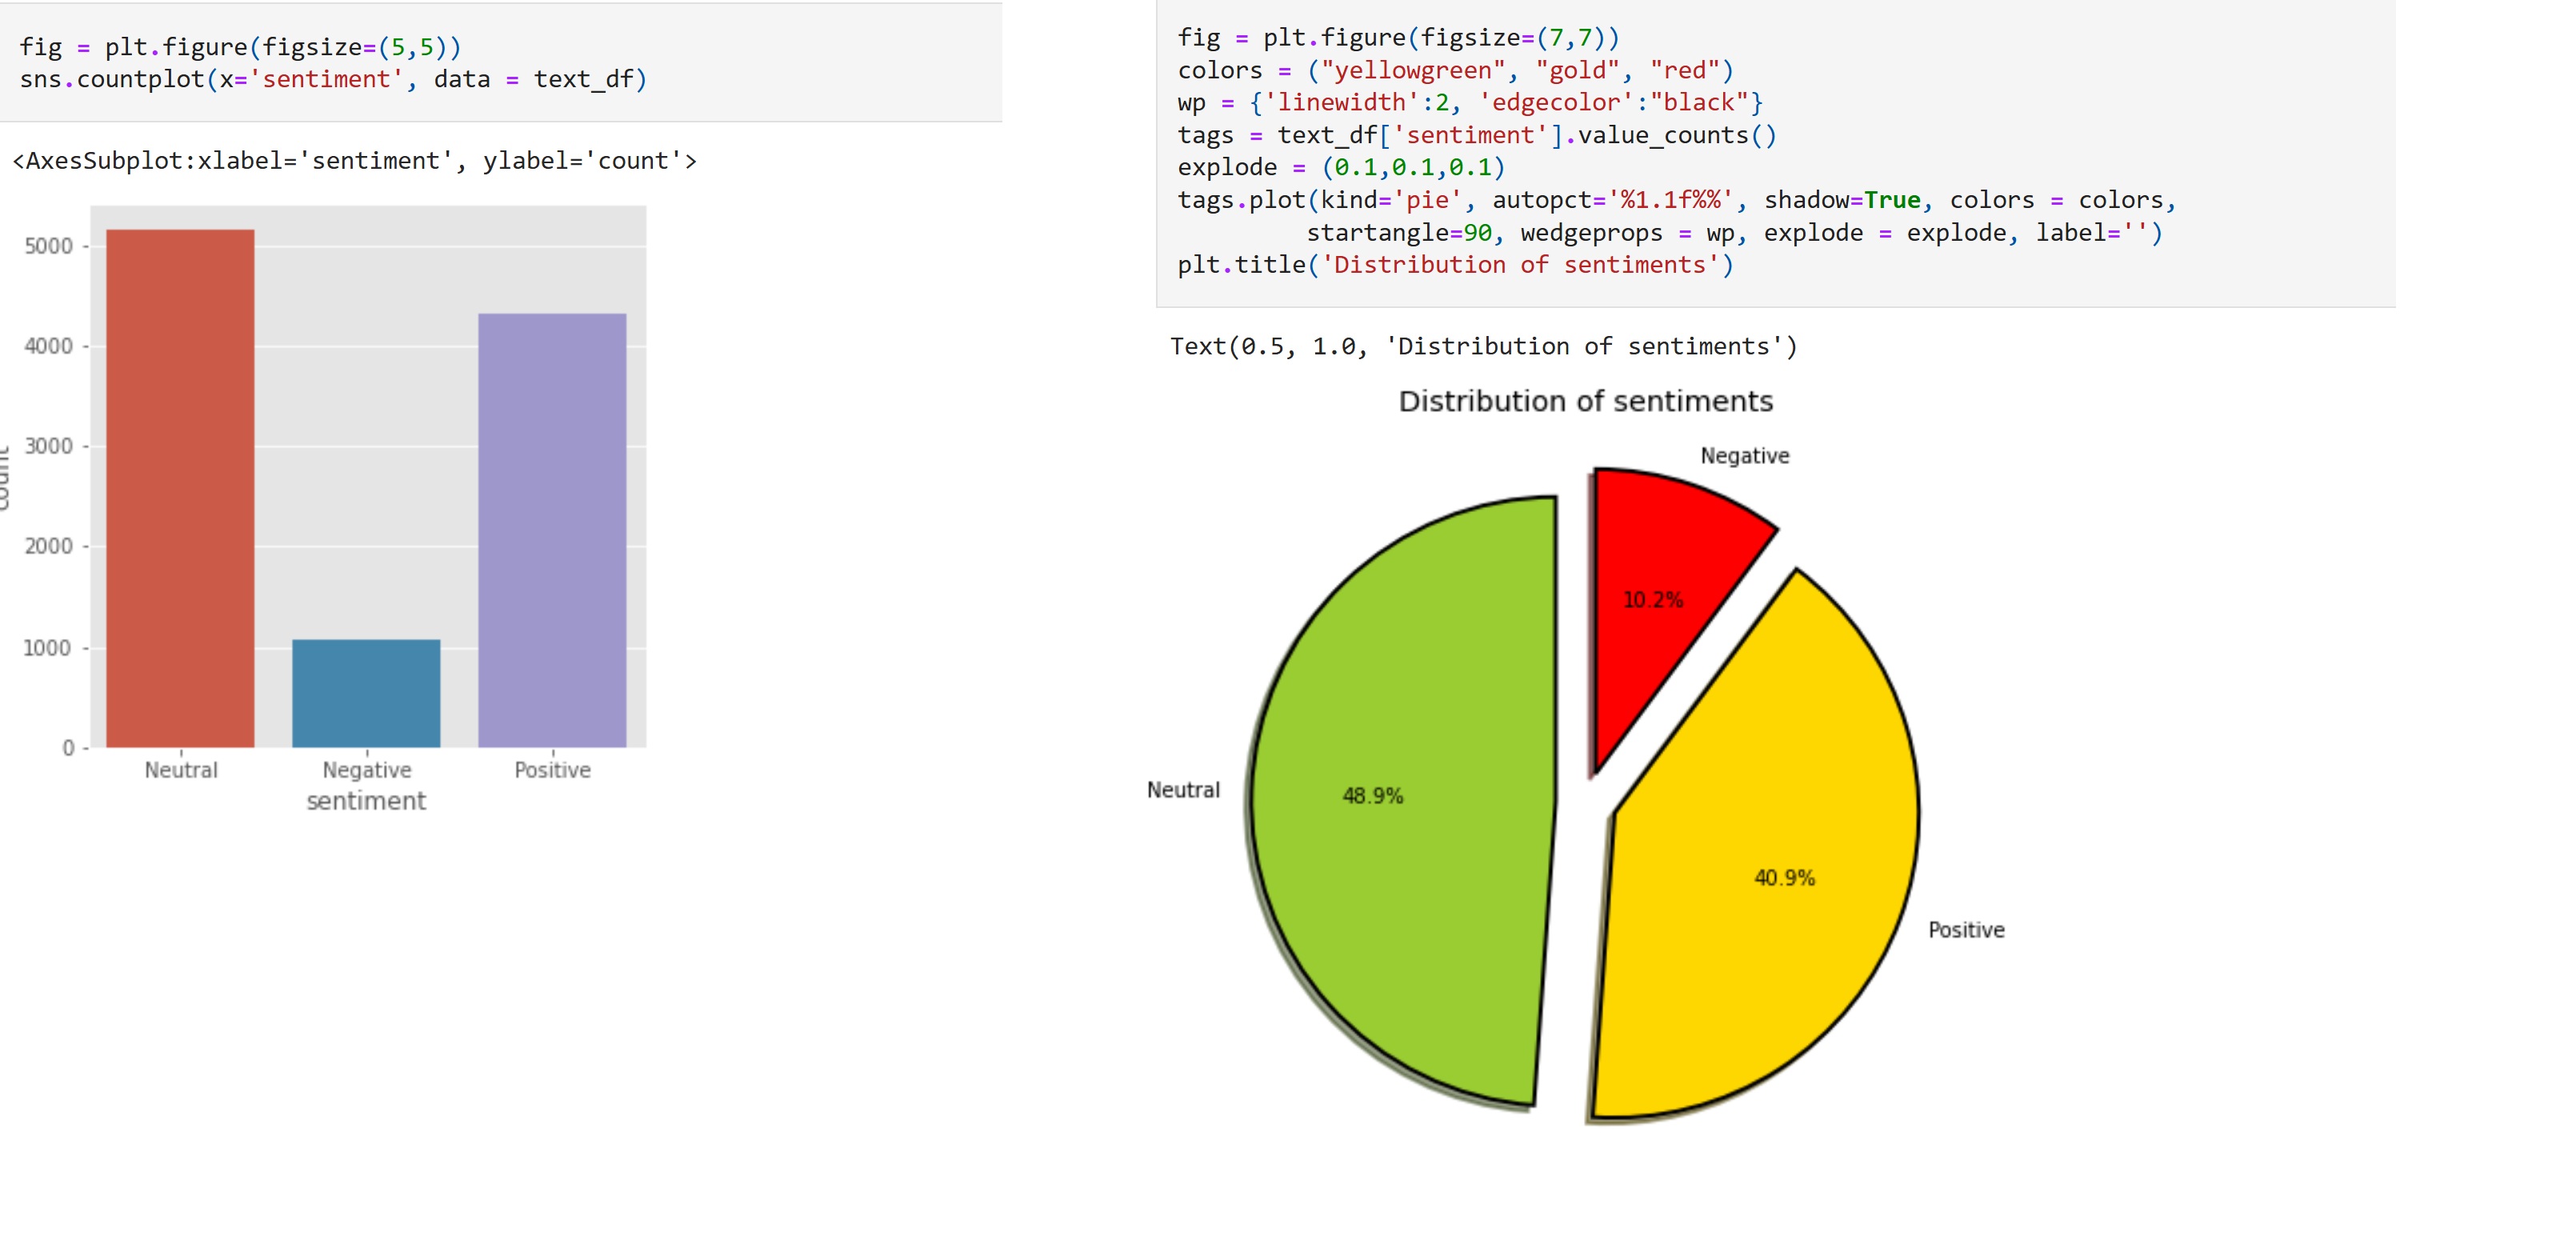 fig = plt.figure(figsize=(5,5))
sns.countplot(x='sentiment', data = text_df)
<AxesSubplot:xlabel='sentiment', ylabel='count'>
5000
4000
3000
2000
1000
0
count
Neutral Negative Positive
sentiment
fig = plt.figure(figsize=(7,7))
colors = ("yellowgreen", "gold", "red")
wp = {'linewidth':2, 'edgecolor':"black"}
tags = text_df['sentiment'].value_counts()
explode = (0.1,0.1,0.1)
tags.plot(kind='pie', autopct='%1.1f%%', shadow=True, colors = colors,
startangle=90, wedgeprops = wp, explode = explode, label='')
plt.title('Distribution of sentiments')
Text(0.5, 1.0, 'Distribution of sentiments')
Distribution of sentiments
Negative
10.2%
Neutral
48.9%
40.9%
Positive